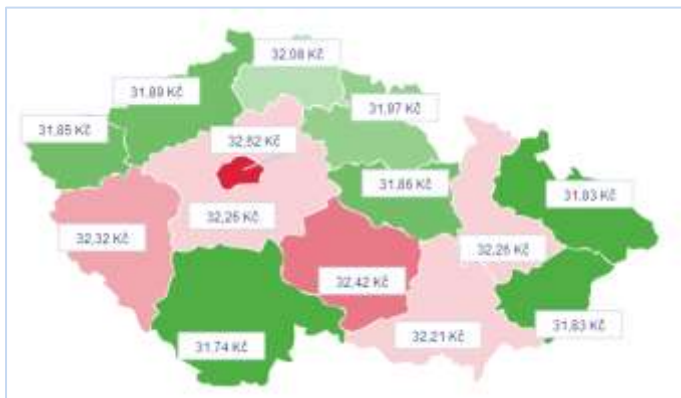 32,08 Kč
31,89 Kč
31,97 Kč
31,85 Kč
32,52 Kč
31,86 Kč
31,83 Kč
32,26 Kč
32,32 Kč
32,26 Kč
32,42 Kč
31,74 Kč
32,21 Kč
31,83 Kč